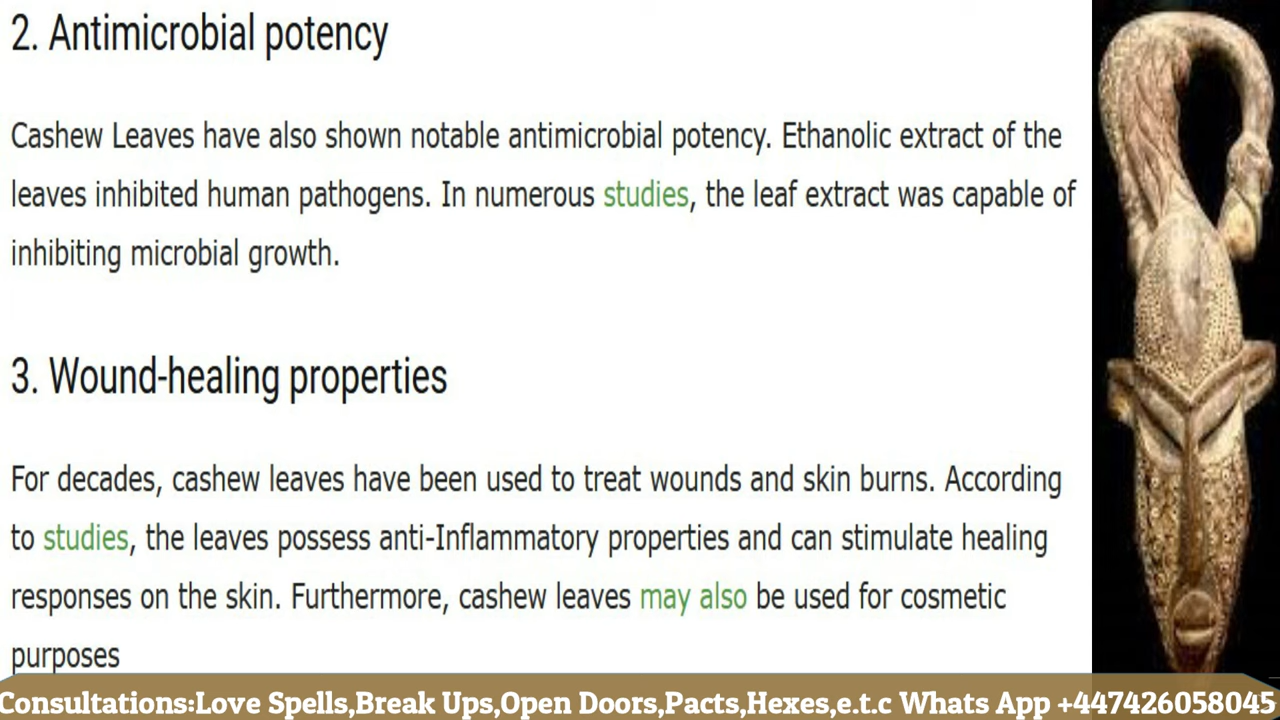 2. Antimicrobial potency
Cashew Leaves have also shown notable antimicrobial potency. Ethanolic extract of the
leaves inhibited human pathogens. In numerous studies, the leaf extract was capable of
inhibiting microbial growth.
3. Wound-healing properties
For decades, cashew leaves have been used to treat wounds and skin burns. According
to studies, the leaves possess anti-Inflammatory properties and can stimulate healing
responses on the skin. Furthermore, cashew leaves may also be used for cosmetic
purposes
Consultations:Love Spells,Break Ups,Open Doors,Pacts,Hexes,e.t.c Whats App +447426058045